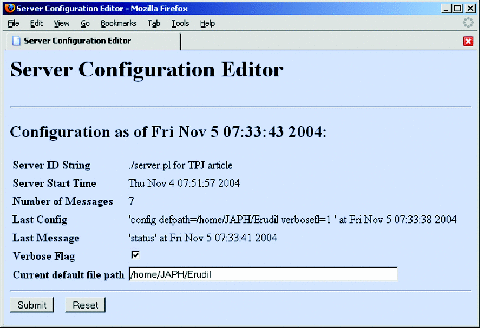 Server Configuration Editor - Mozilla Firefox
File Edit View Go Bookmarks Tab Tools Help
Server Configuration Editor
Server Configuration Editor
Configuration as of Fri Nov 5 07:33:43 2004:
Server ID String ./server.pl for TPJ article
Server Start Time Thu Nov 4 07:51:57 2004
Number of Messages 7
Last Config 'config defpath=/home/JAPH/Erudil verbosefl=1 ' at Fri Nov 5 07:33:38 2004
Last Message 'status' at Fri Nov 5 07:33:41 2004
Verbose Flag
Current default file path /home/JAPH/Erudil
Submit Reset